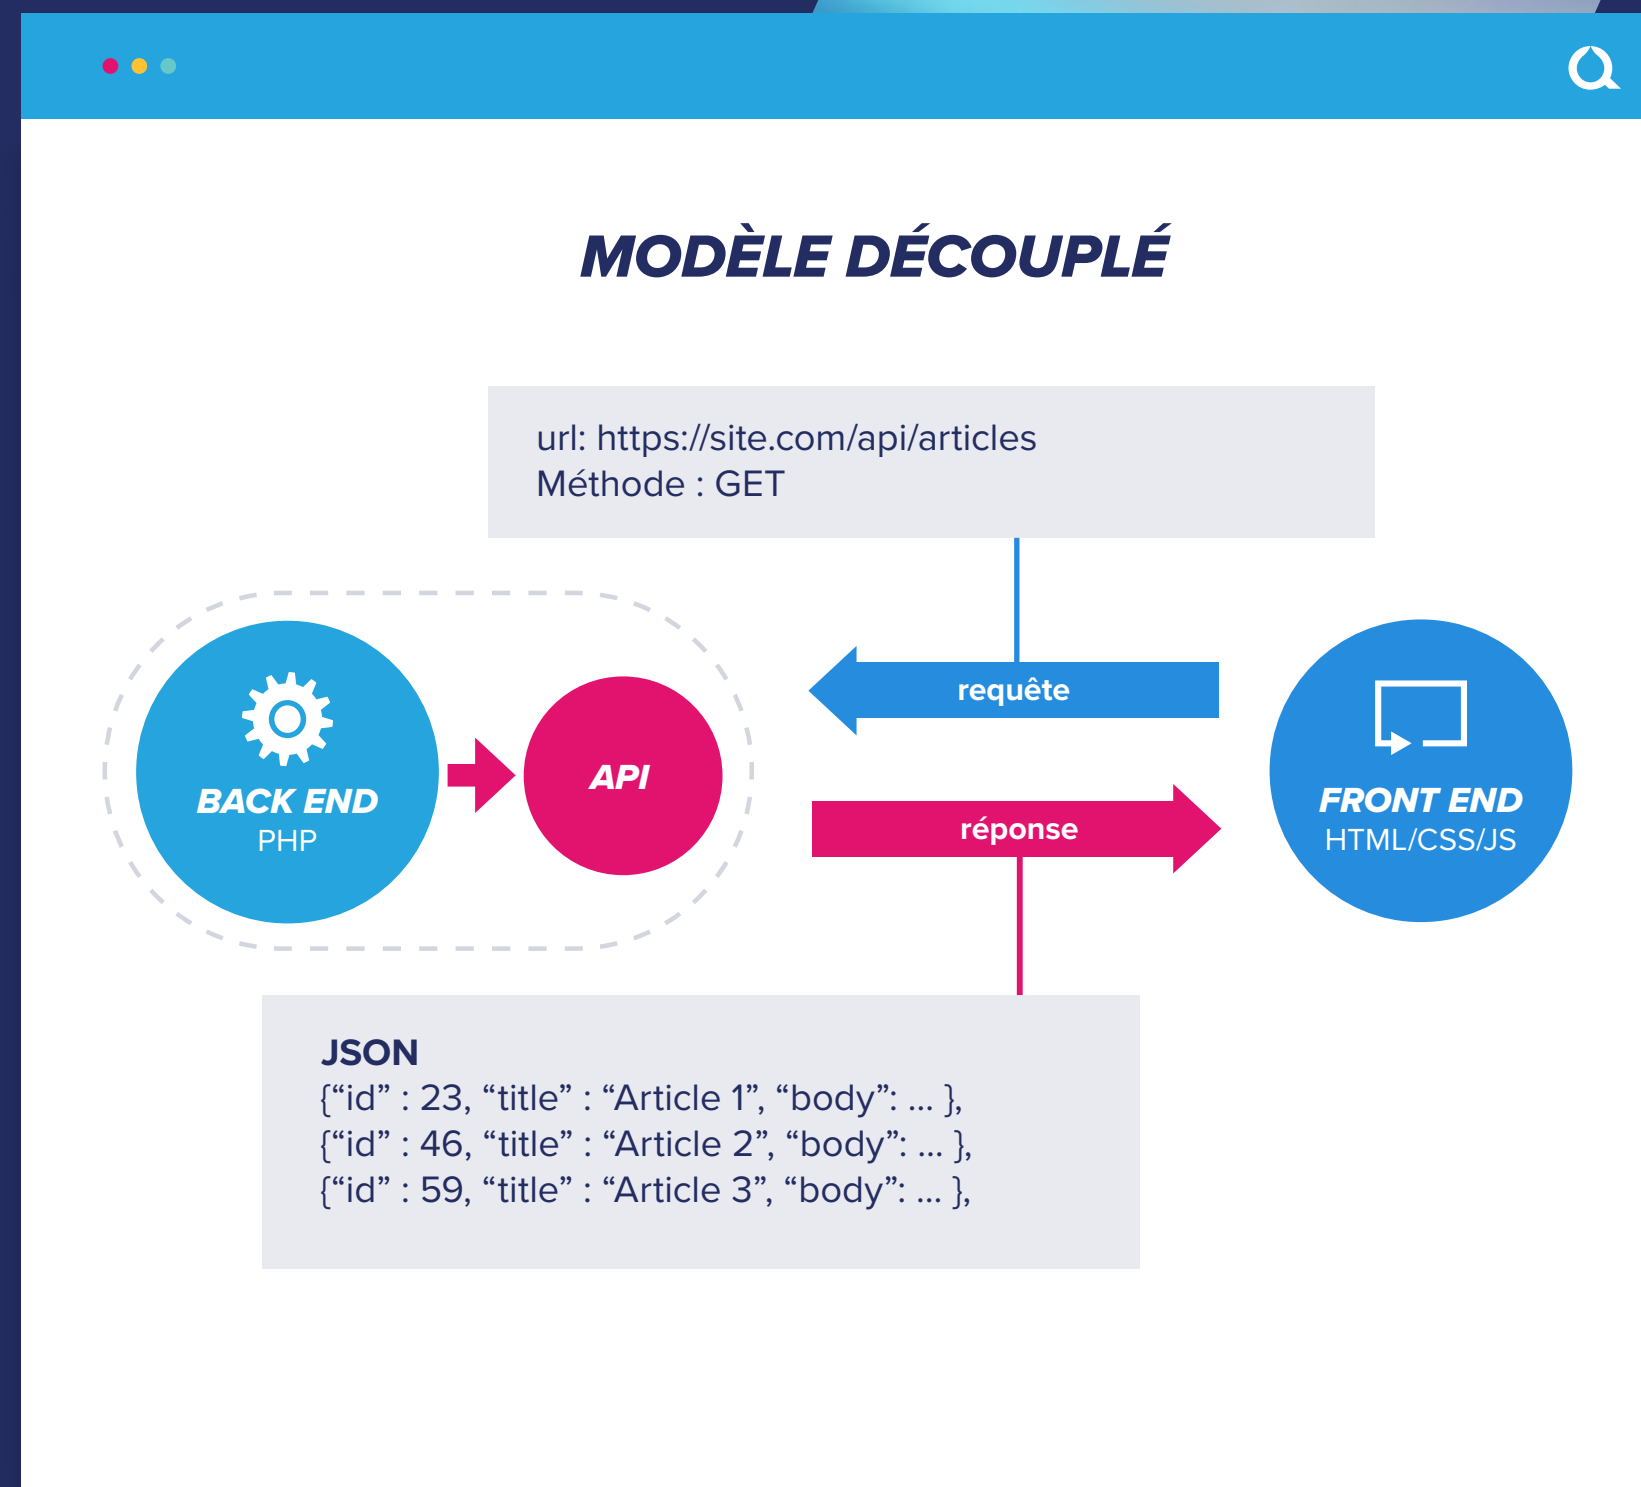 MODÈLE DÉCOUPLÉ
url: https://site.com/api/articles
Méthode : GET
requête
BACK END
PHP
API
réponse
FRONT END
HTML/CSS/JS
JSON
{“id” : 23, “title” : “Article 1”, “body”: ... },
{“id” : 46, “title” : “Article 2”, “body”: ... },
{“id” : 59, “title” : “Article 3”, “body”: ... },